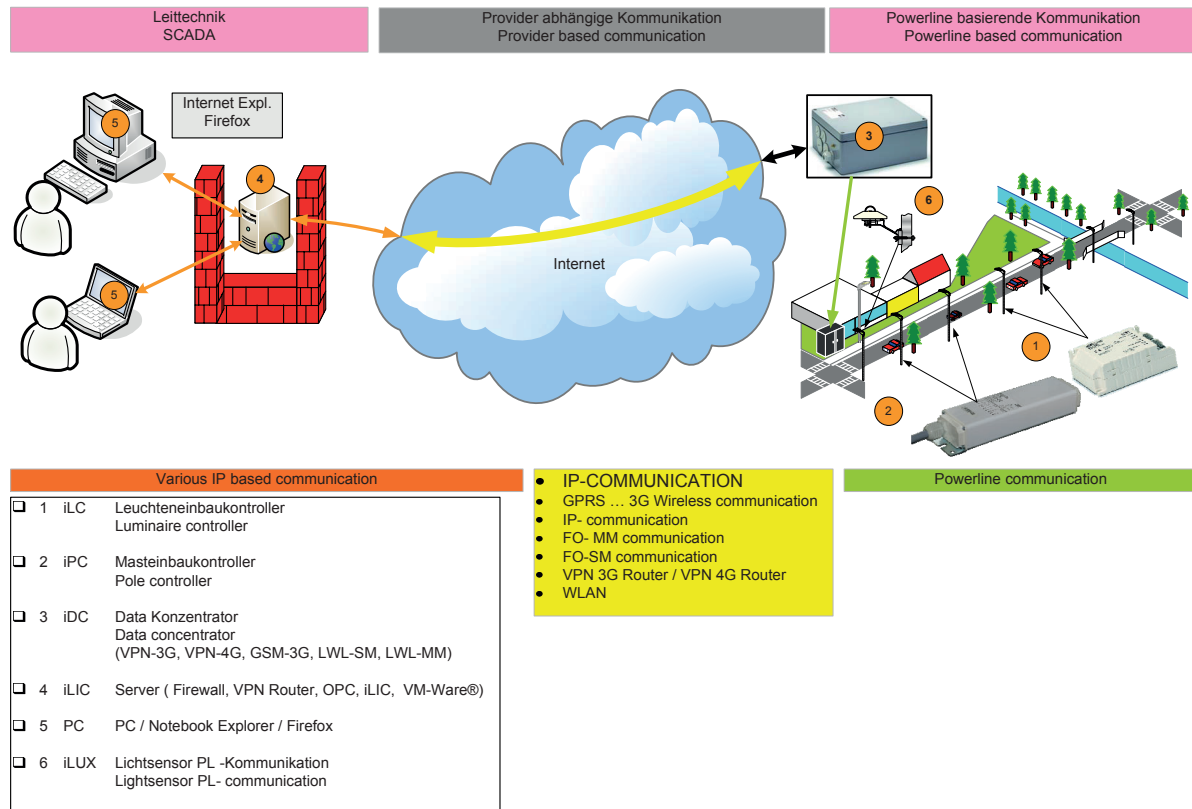 Leittechnik
SCADA
Provider abhängige Kommunikation
Provider based communication
Powerline basierende Kommunikation
Powerline based communication
Internet Expl.
Firefox
5
4
5
Internet
3
6
1
2
Various IP based communication
1 iLC Leuchteneinbaukontroller
Luminaire controller
2 iPC Masteinbaukontroller
Pole controller
3 iDC Data Konzentrator
Data concentrator
(VPN-3G, VPN-4G, GSM-3G, LWL-SM, LWL-MM)
4 iLIC Server ( Firewall, VPN Router, OPC, iLIC, VM-Ware®)
5 PC PC / Notebook Explorer / Firefox
6 iLUX Lichtsensor PL -Kommunikation
Lightsensor PL- communication
• IP-COMMUNICATION
• GPRS … 3G Wireless communication
• IP- communication
• FO- MM communication
• FO-SM communication
• VPN 3G Router / VPN 4G Router
• WLAN
Powerline communication